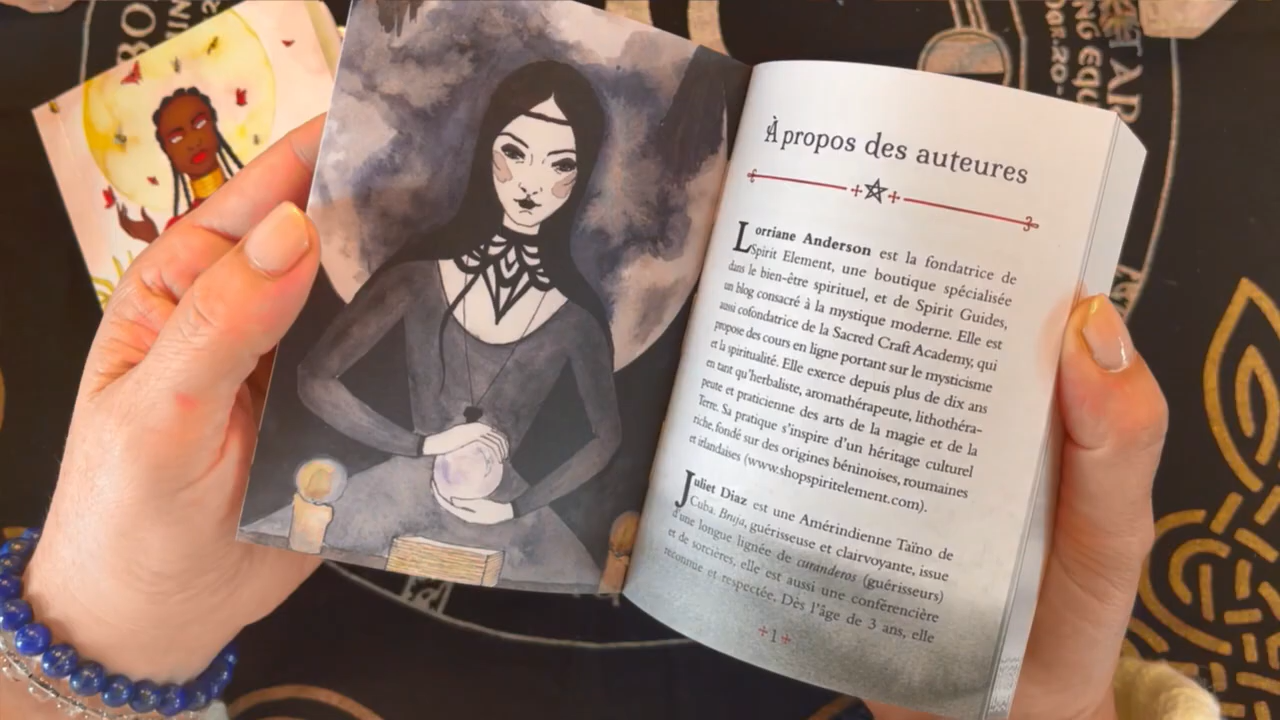 À propos des auteures
Lorriane Anderson est la fondatrice de
Spirit Element, une boutique spécialisée
dans le bien-être spirituel, et de Spirit Guides,
un blog consacré à la mystique moderne. Elle est
aussi cofondatrice de la Sacred Craft Academy, qui
propose des cours en ligne portant sur le mysticisme
et la spiritualité. Elle exerce depuis plus de dix ans
en tant qu'herbaliste, aromathérapeute, lithothéra-
peute et praticienne des arts de la magie et de la
Terre. Sa pratique s'inspire d'un héritage culturel
riche, fondé sur des origines béninoises, roumaines
et irlandaises (www.shopspiritelement.com).
Juliet Diaz est une Amérindienne Taïno de
Cuba. Bruja, guérisseuse et clairvoyante, issue
d'une longue lignée de curanderos (guérisseurs)
et de sorcières, elle est aussi une conférencière
reconnue et respectée. Dès l'âge de 3 ans, elle
1